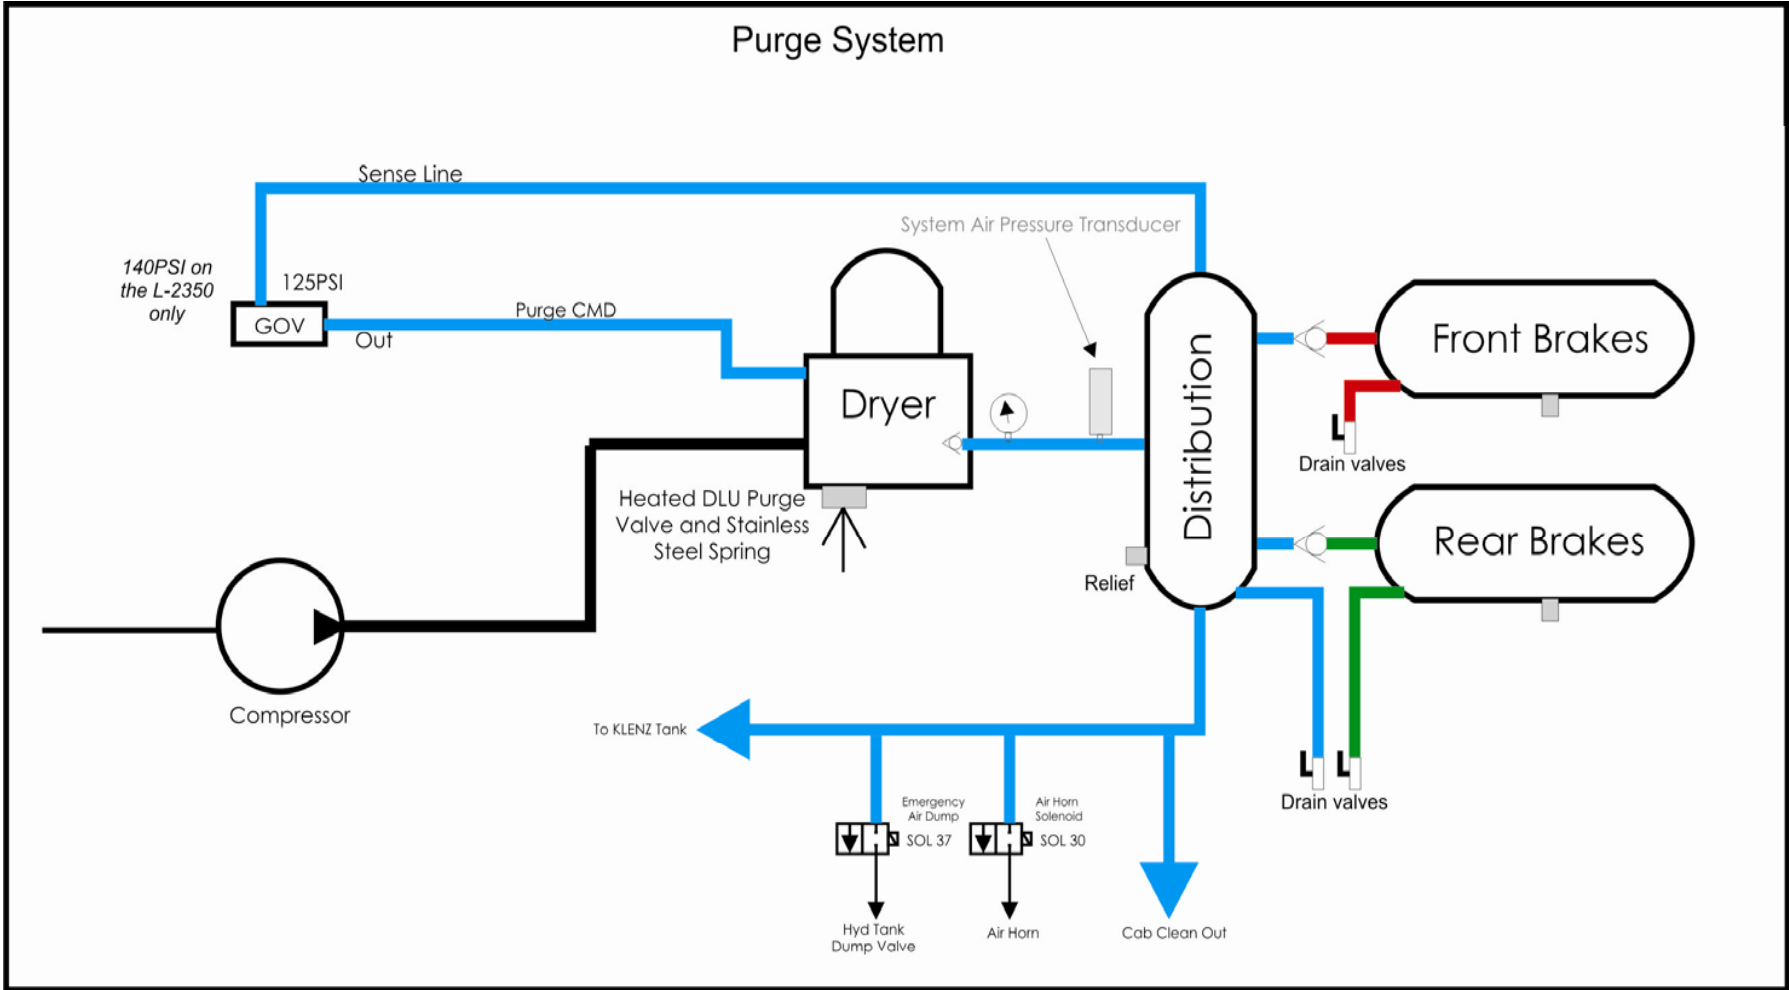 Purge System
Sense Line
System Air Pressure Transducer
140PSI on
the L-2350
only
125PSI
GOV
Out
Purge CMD
Dryer
Distribution
Front Brakes
Drain valves
Heated DLU Purge
Valve and Stainless
Steel Spring
Rear Brakes
Relief
Compressor
To KLENZ Tank
Drain valves
Emergency
Air Dump
SOL 37
Air Horn
Solenoid
SOL 30
Hyd Tank
Dump Valve
Air Horn
Cab Clean Out